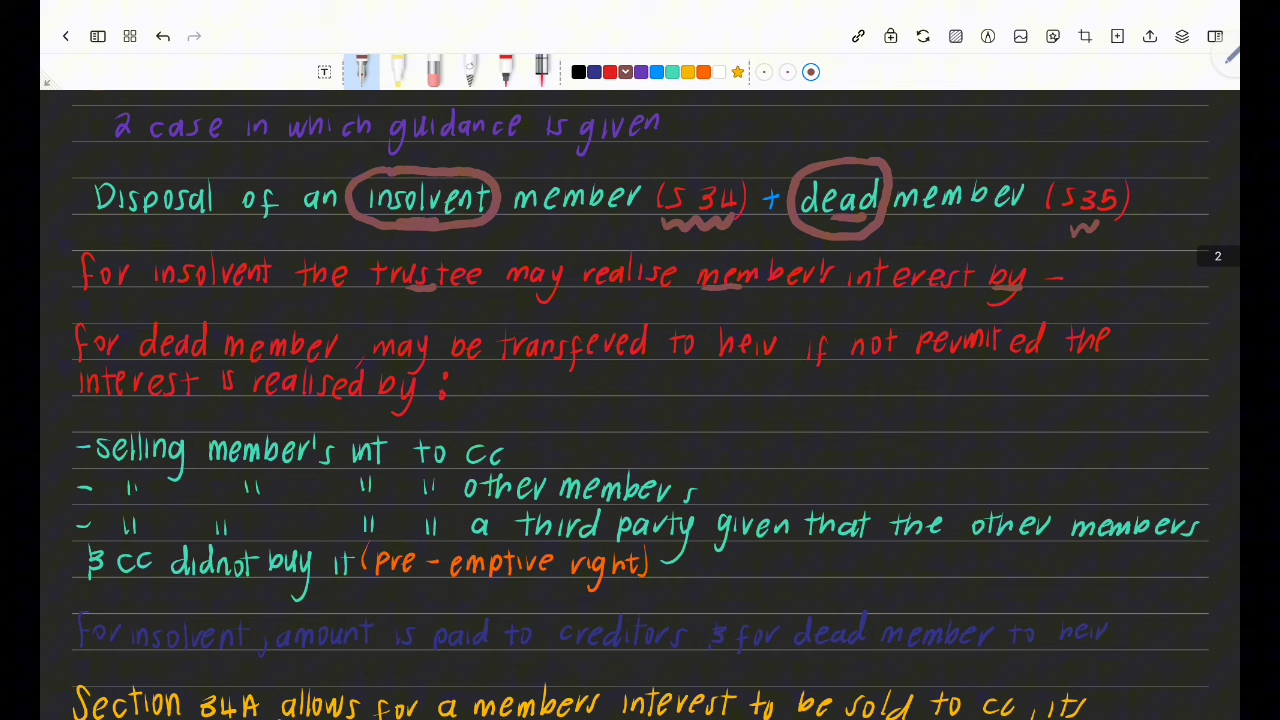 2 case in which guidance is given
Disposal of an insolvent member (S 34) + dead member (S35)
2
For insolvent the trustee may realise member's interest by -
For dead member, may be transfered to heir if not permited the
interest is realised by :
- selling member's int to CC
- " " " " other members
- " " " " a third party given that the other members
& CC didnot buy it (pre-emptive right)
For insolvent, amount is paid to creditors & for dead member to heir
Section 34A allows for a members interest to be sold to CC, its